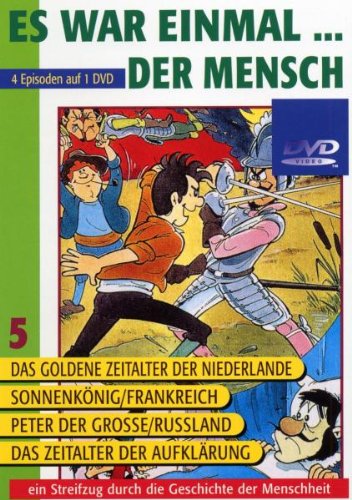 ES WAR EINMAL ...
4 Episoden auf 1 DVD
DER MENSCH
DVD
VIDEO
TM
5
DAS GOLDENE ZEITALTER DER NIEDERLANDE
SONNENKÖNIG/FRANKREICH
PETER DER GROSSE/RUSSLAND
DAS ZEITALTER DER AUFKLÄRUNG
ein Streifzug durch die Geschichte der Menschheit